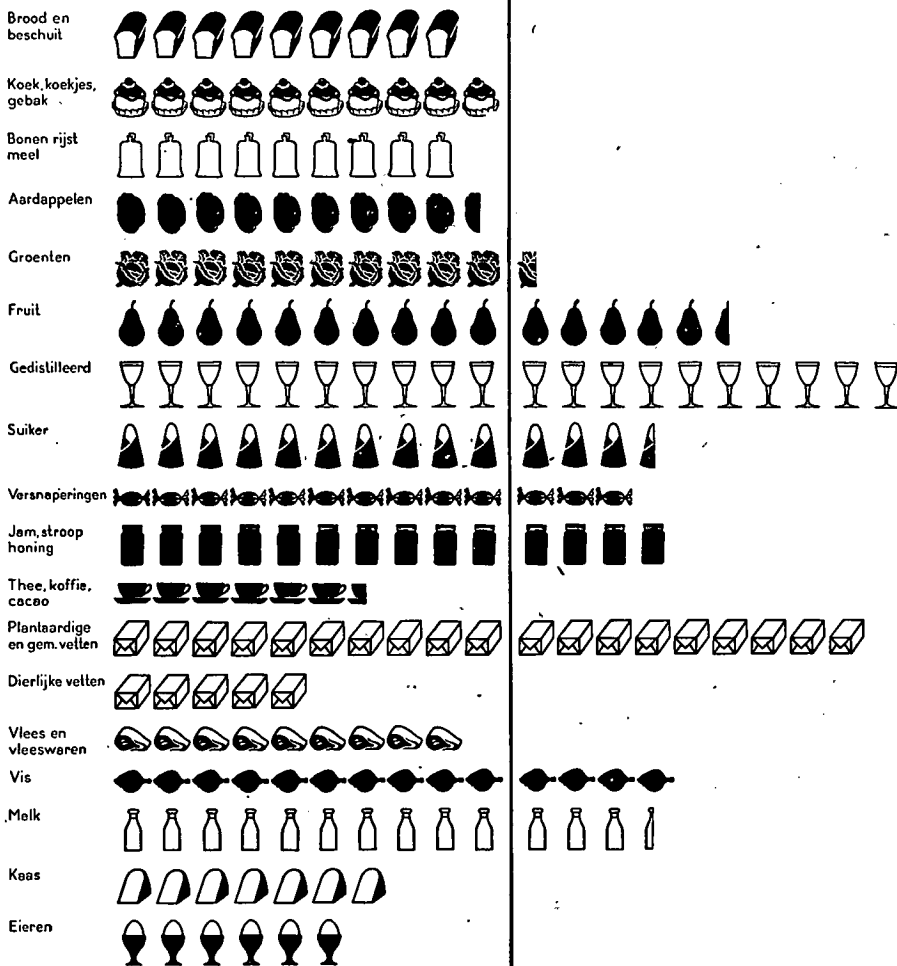 Brood en
beschuit
Koek, koekjes,
gebak
Bonen rijst
meel
Aardappelen
Groenten
Fruit
Gedistilleerd
Suiker
Versnaperingen
Jam, stroop
honing
Thee, koffie,
cacao
Plantaardige
en gem. vetten
Dierlijke vetten
Vlees en
vleeswaren
Vis
Melk
Kaas
Eieren